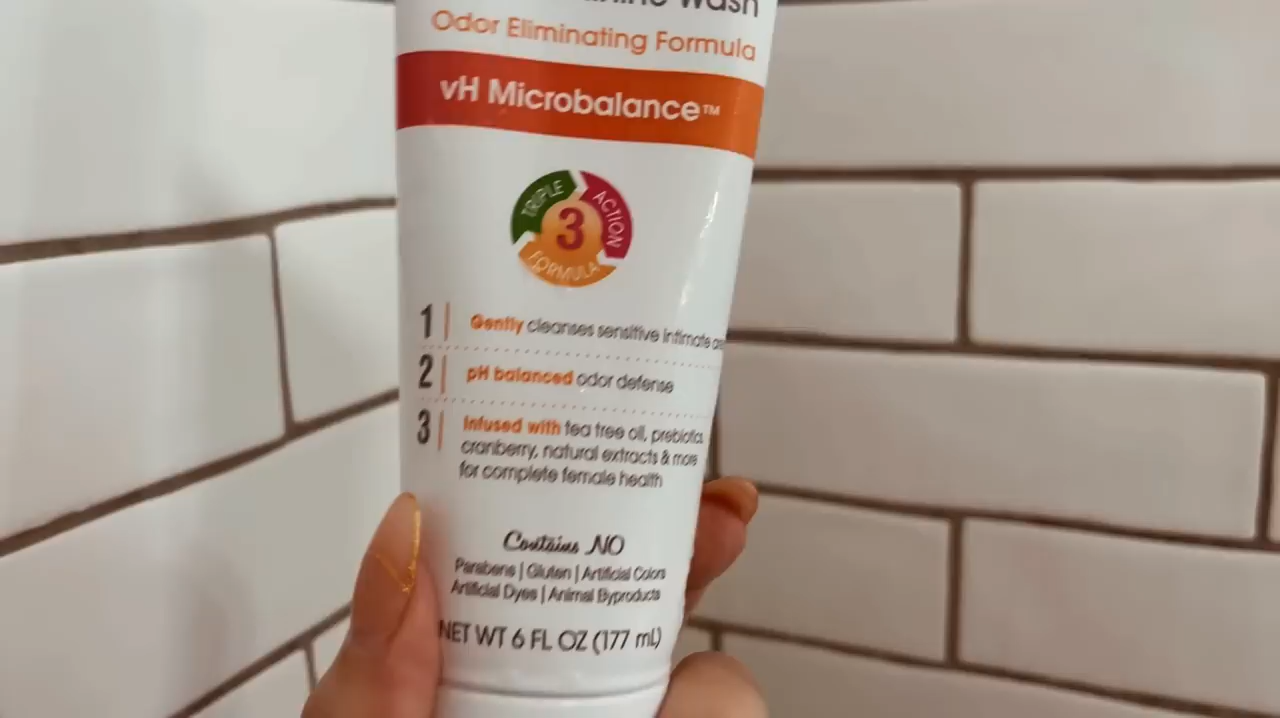 Wash
Odor Eliminating Formula
vH Microbalance™
TRIPLE ACTION FORMULA
3
1 Gently cleanses sensitive intimate
2 pH balanced odor defense
3 Infused with tea tree oil, prebiotic
cranberry, natural extracts & more
for complete female health
Contains NO
Parabens | Gluten | Artificial Colors
Artificial Dyes | Animal Byproducts
NET WT 6 FL OZ (177 mL)